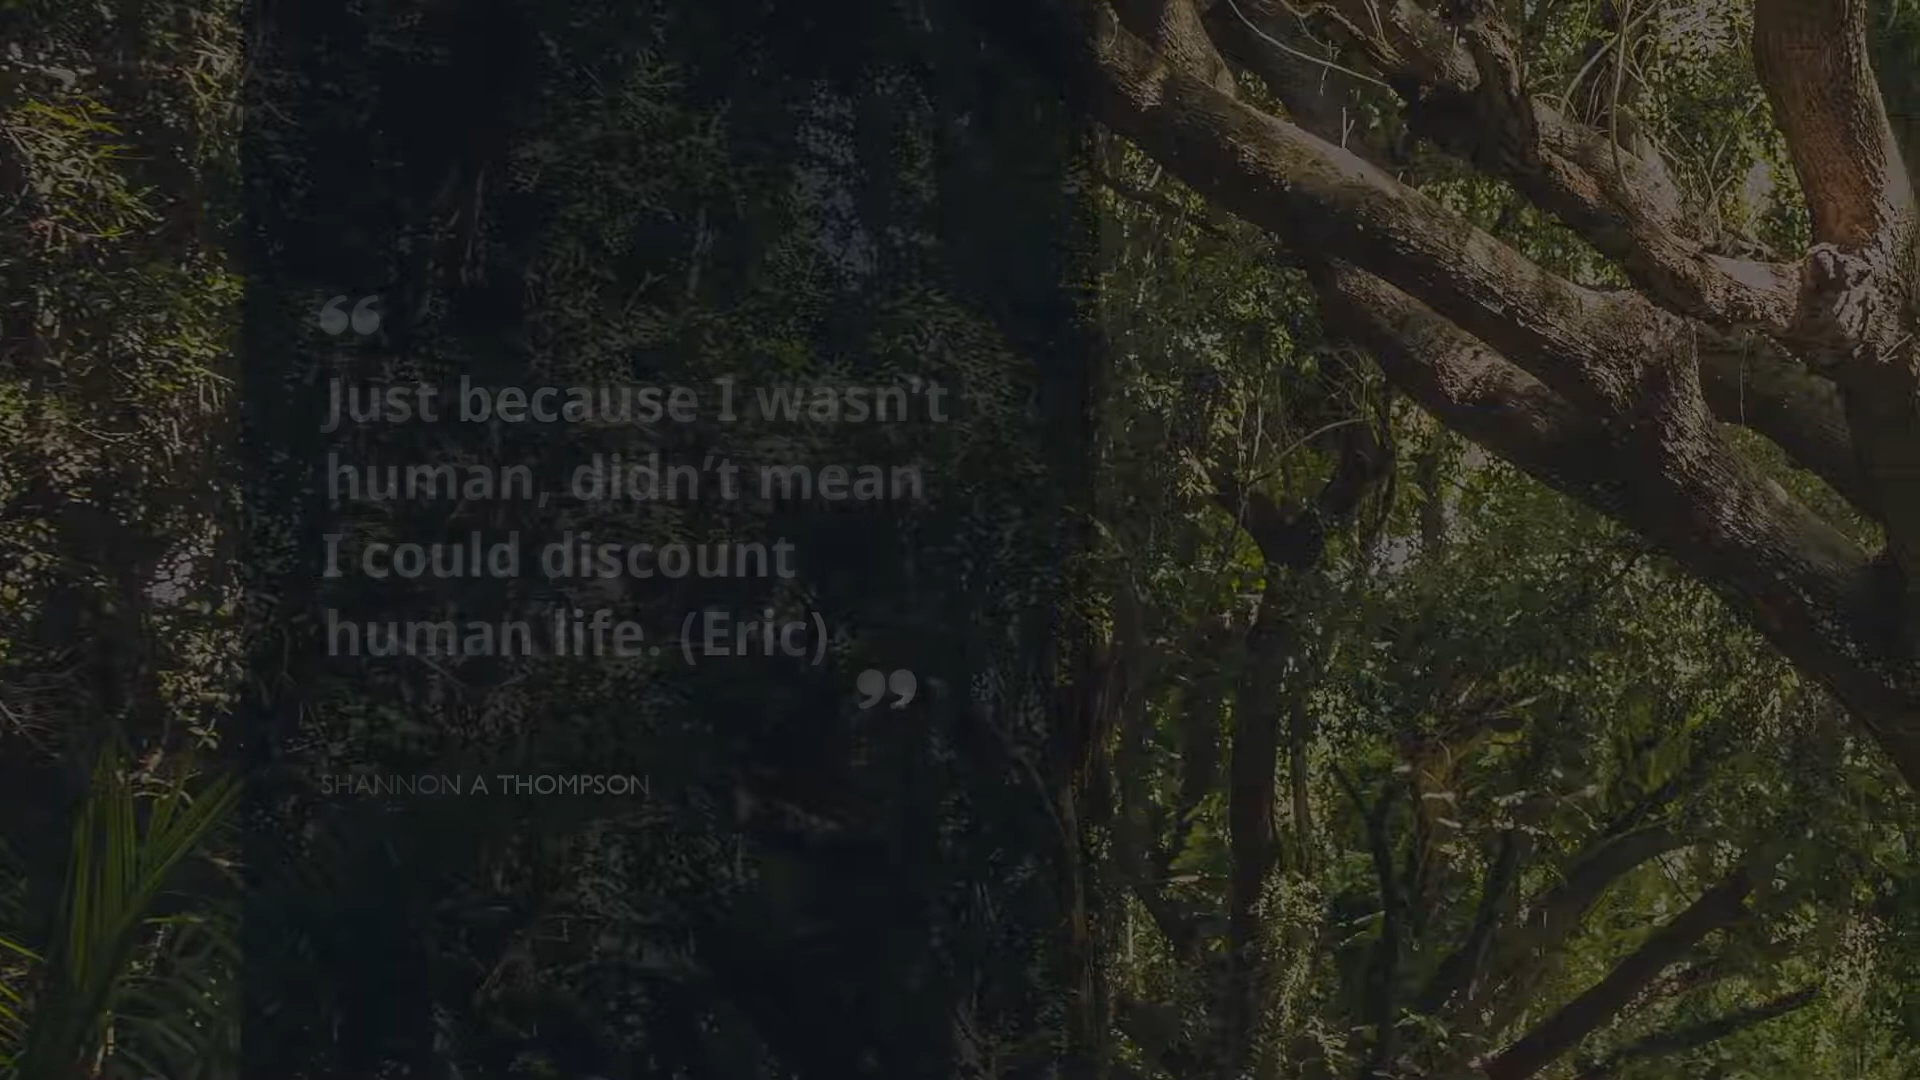 “
Just because I wasn't
human, didn’t mean
I could discount
human life. (Eric)
”
SHANNON A THOMPSON